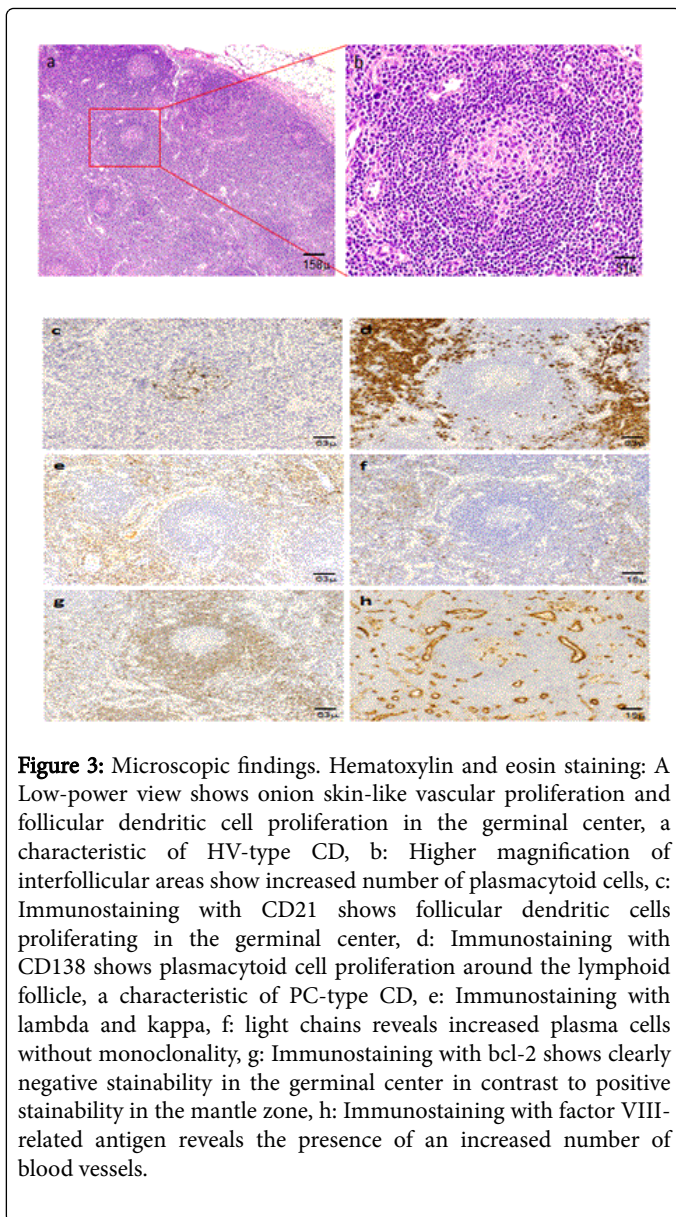 a
b
158μ
c
d
63μ
63μ
e
f
63μ
g
h
63μ
Figure 3: Microscopic findings. Hematoxylin and eosin staining: A
Low-power view shows onion skin-like vascular proliferation and
follicular dendritic cell proliferation in the germinal center, a
characteristic of HV-type CD, b: Higher magnification of
interfollicular areas show increased number of plasmacytoid cells, c:
Immunostaining with CD21 shows follicular dendritic cells
proliferating in the germinal center, d: Immunostaining with
CD138 shows plasmacytoid cell proliferation around the lymphoid
follicle, a characteristic of PC-type CD, e: Immunostaining with
lambda and kappa, f: light chains reveals increased plasma cells
without monoclonality, g: Immunostaining with bcl-2 shows clearly
negative stainability in the germinal center in contrast to positive
stainability in the mantle zone, h: Immunostaining with factor VIII-
related antigen reveals the presence of an increased number of
blood vessels.